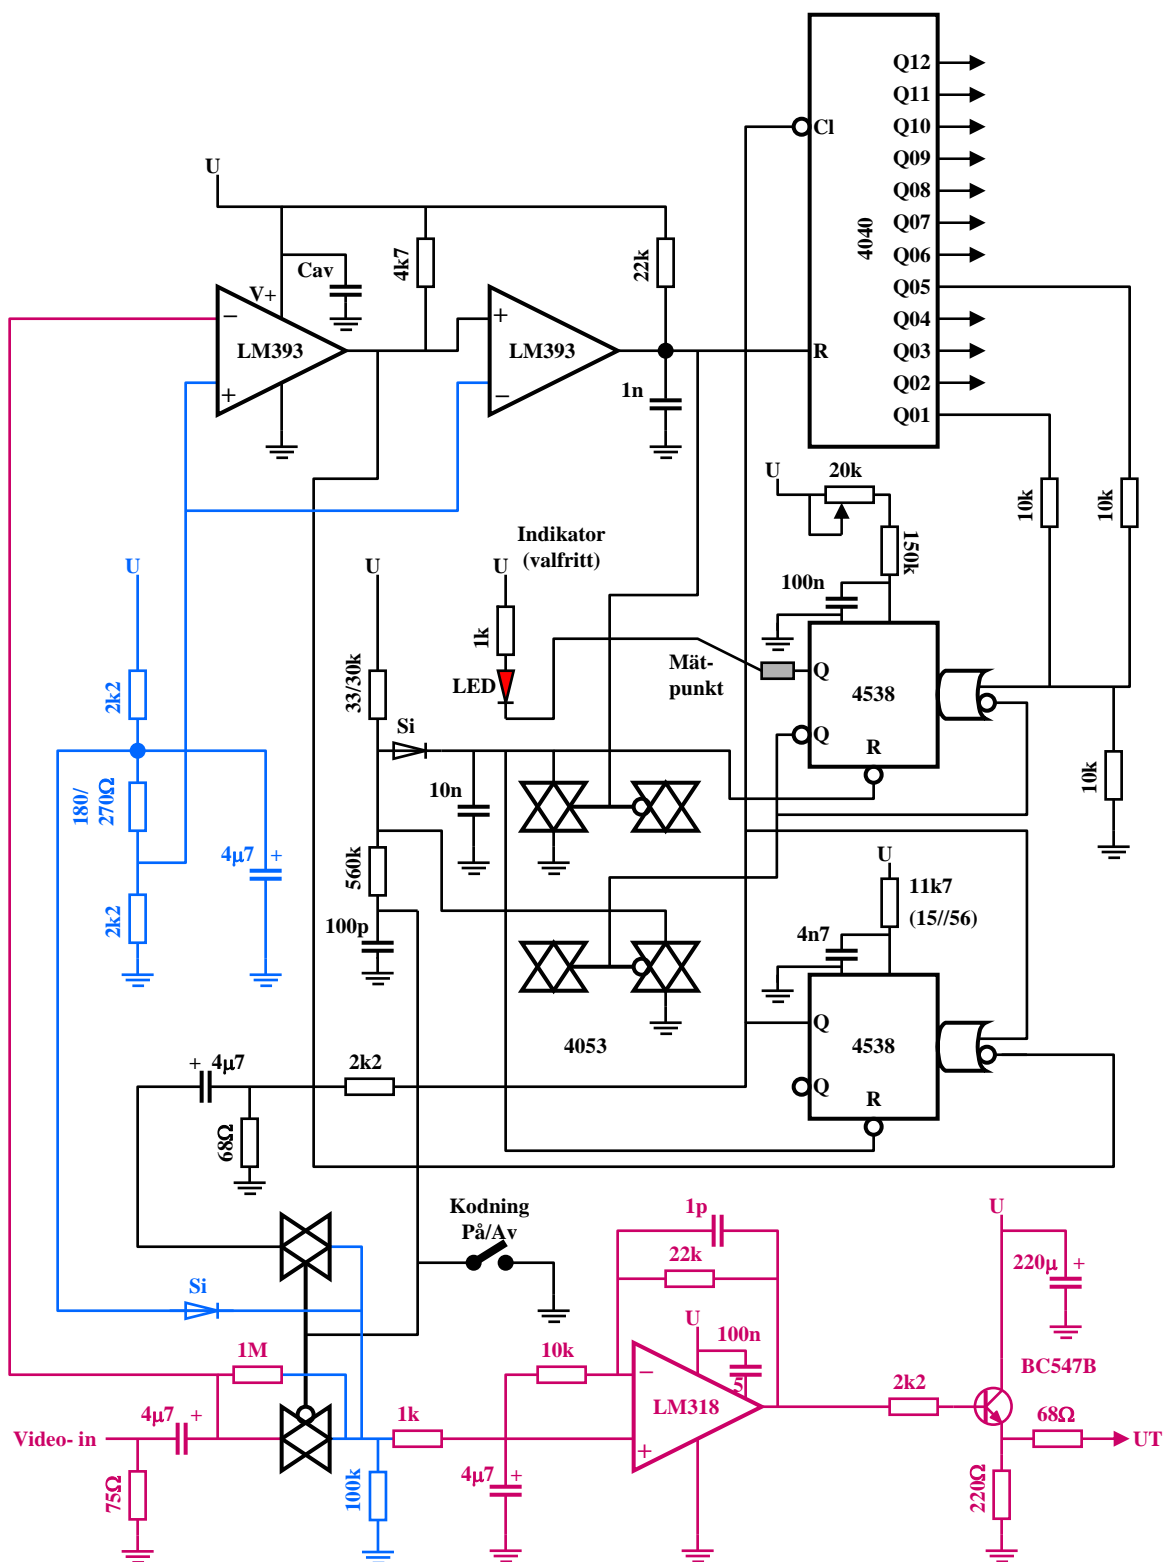 Q12
Q11
Cl
Q10
U
Q09
Q08
Q07
4040
4k7
22k
Q06
Cav
V+
Q05
−
+
Q04
LM393
LM393
R
Q03
Q02
+
−
1n
Q01
U
20k
10k
10k
Indikator
(valfritt)
150k
U
U
U
100n
1k
Mät-
punkt
Q
33/30k
LED
4538
2k2
Si
Q
R
180/
270Ω
10n
10k
4µ7
+
560k
U
11k7
(15//56)
2k2
100p
4n7
Q
4053
4538
+
4µ7
2k2
Q
R
68Ω
Kodning
På/Av
1p
U
22k
220µ
+
Si
U
100n
1M
10k
−
5
BC547B
2k2
4µ7
+
1k
LM318
68Ω
Video- in
+
UT
75Ω
100k
4µ7
+
220Ω